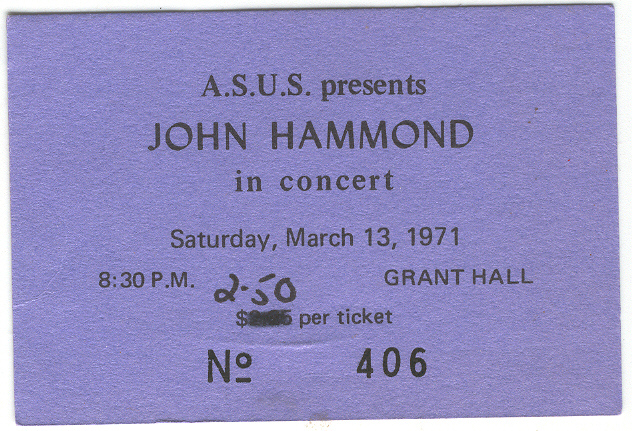 A.S.U.S. presents
JOHN HAMMOND
in concert
Saturday, March 13, 1971
8:30 P.M. 2.50 GRANT HALL
$ per ticket
Nº 406